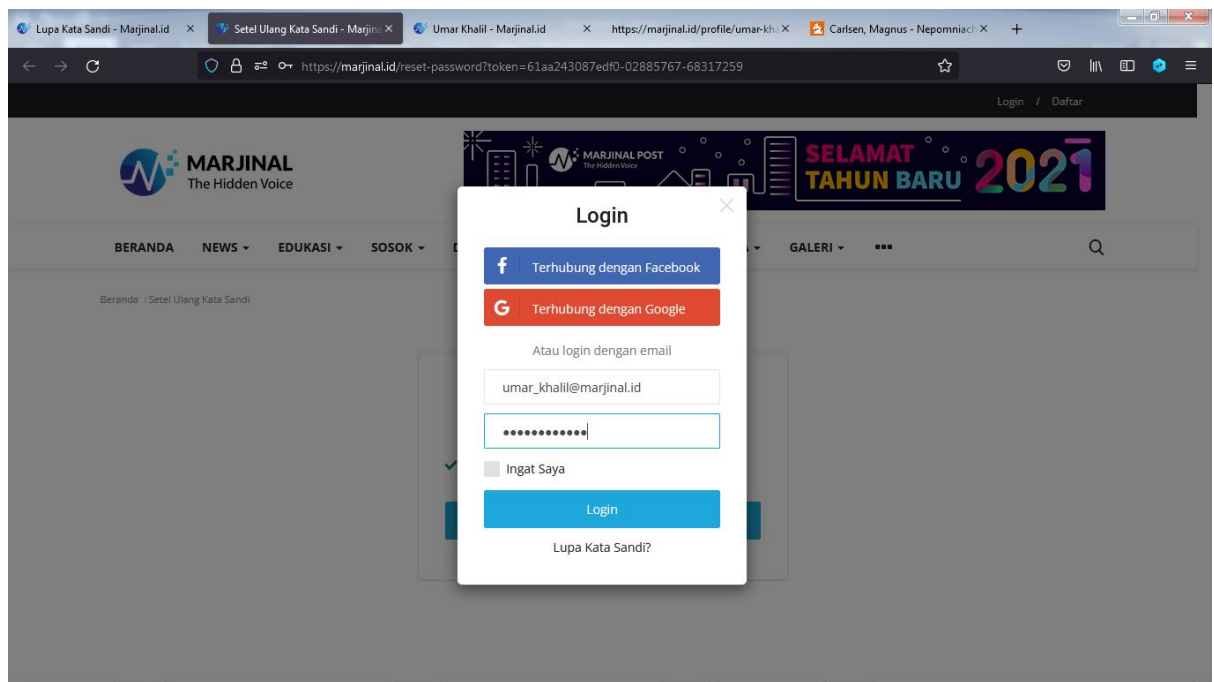 Lupa Kata Sandi - Marjinal.id
Setel Ulang Kata Sandi - Marjina
Umar Khalil - Marjinal.id
https://marjinal.id/profile/umar-kha
Carlsen, Magnus - Nepomniach
https://marjinal.id/reset-password?token=61aa243087edf0-02885767-68317259
Login / Daftar
MARJINAL
The Hidden Voice
MARJINAL POST
The Hidden Voice
SELAMAT
TAHUN BARU
2021
BERANDA NEWS EDUKASI SOSOK GALERI
Beranda / Setel Ulang Kata Sandi
Login
Terhubung dengan Facebook
G Terhubung dengan Google
Atau login dengan email
umar_khalil@marjinal.id
••••••••••••
Ingat Saya
Login
Lupa Kata Sandi?